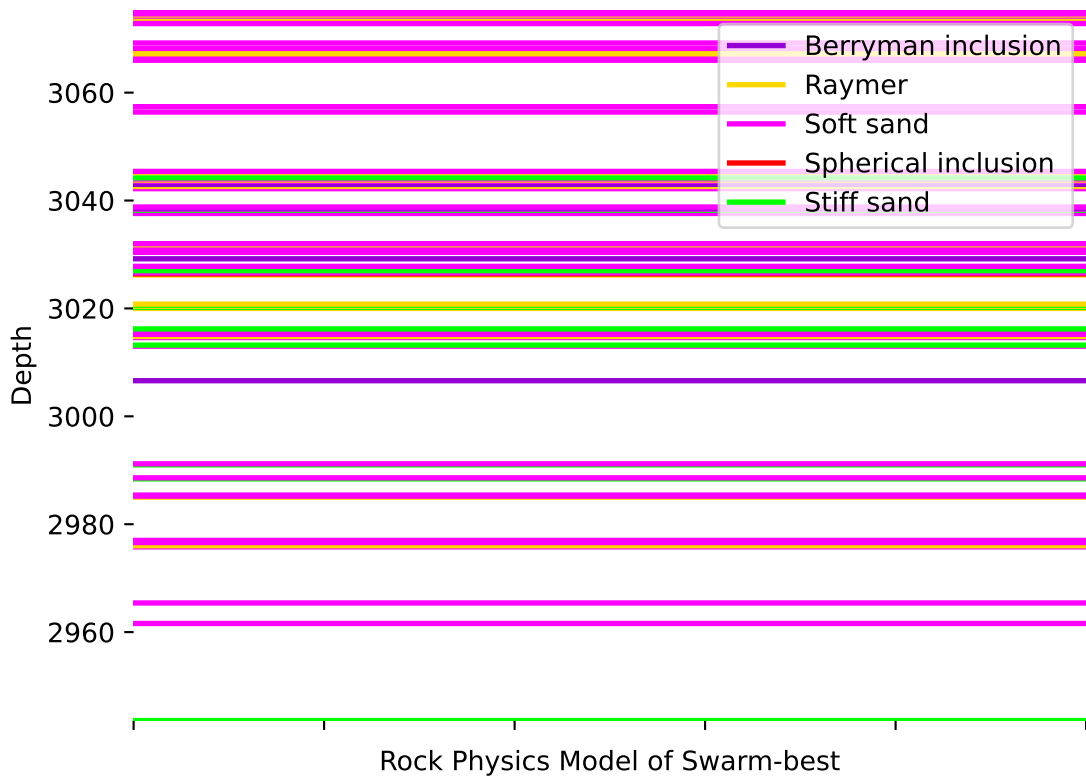 Berryman inclusion
Raymer
Soft sand
Spherical inclusion
Stiff sand
3060
3040
3020
3000
2980
2960
Depth
Rock Physics Model of Swarm-best